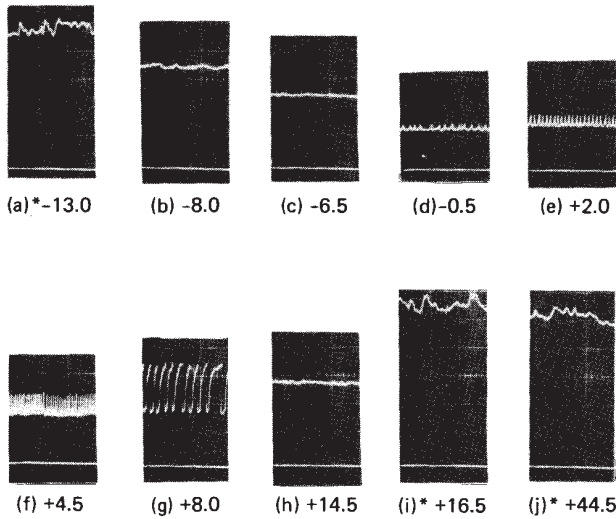 (a)*-13.0 (b) -8.0 (c) -6.5 (d)-0.5 (e) +2.0
(f) +4.5 (g) +8.0 (h) +14.5 (i)* +16.5 (j)* +44.5